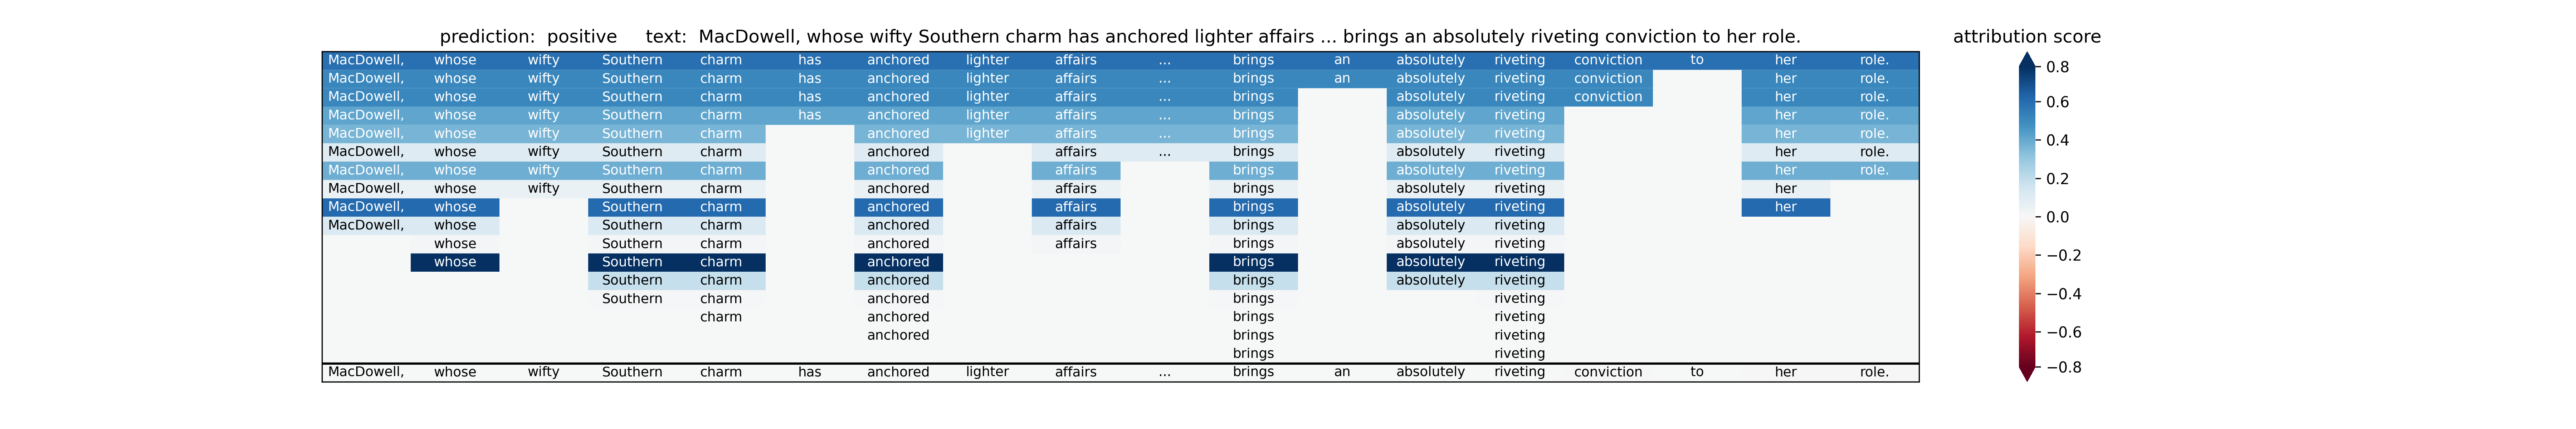 prediction:  positive     text:  MacDowell, whose wifty Southern charm has anchored lighter affairs ... brings an absolutely riveting conviction to her role.
attribution score
MacDowell, whose wifty Southern charm has anchored lighter affairs ... brings an absolutely riveting conviction to her role.
MacDowell, whose wifty Southern charm has anchored lighter affairs ... brings an absolutely riveting conviction her role.
MacDowell, whose wifty Southern charm has anchored lighter affairs ... brings absolutely riveting conviction her role.
MacDowell, whose wifty Southern charm has anchored lighter affairs ... brings absolutely riveting her role.
MacDowell, whose wifty Southern charm anchored lighter affairs ... brings absolutely riveting her role.
MacDowell, whose wifty Southern charm anchored affairs ... brings absolutely riveting her role.
MacDowell, whose wifty Southern charm anchored affairs brings absolutely riveting her role.
MacDowell, whose wifty Southern charm anchored affairs brings absolutely riveting her
MacDowell, whose Southern charm anchored affairs brings absolutely riveting her
MacDowell, whose Southern charm anchored affairs brings absolutely riveting
whose Southern charm anchored affairs brings absolutely riveting
whose Southern charm anchored brings absolutely riveting
Southern charm anchored brings absolutely riveting
Southern charm anchored brings riveting
charm anchored brings riveting
anchored brings riveting
brings riveting
MacDowell, whose wifty Southern charm has anchored lighter affairs ... brings an absolutely riveting conviction to her role.
0.8
0.6
0.4
0.2
0.0
−0.2
−0.4
−0.6
−0.8